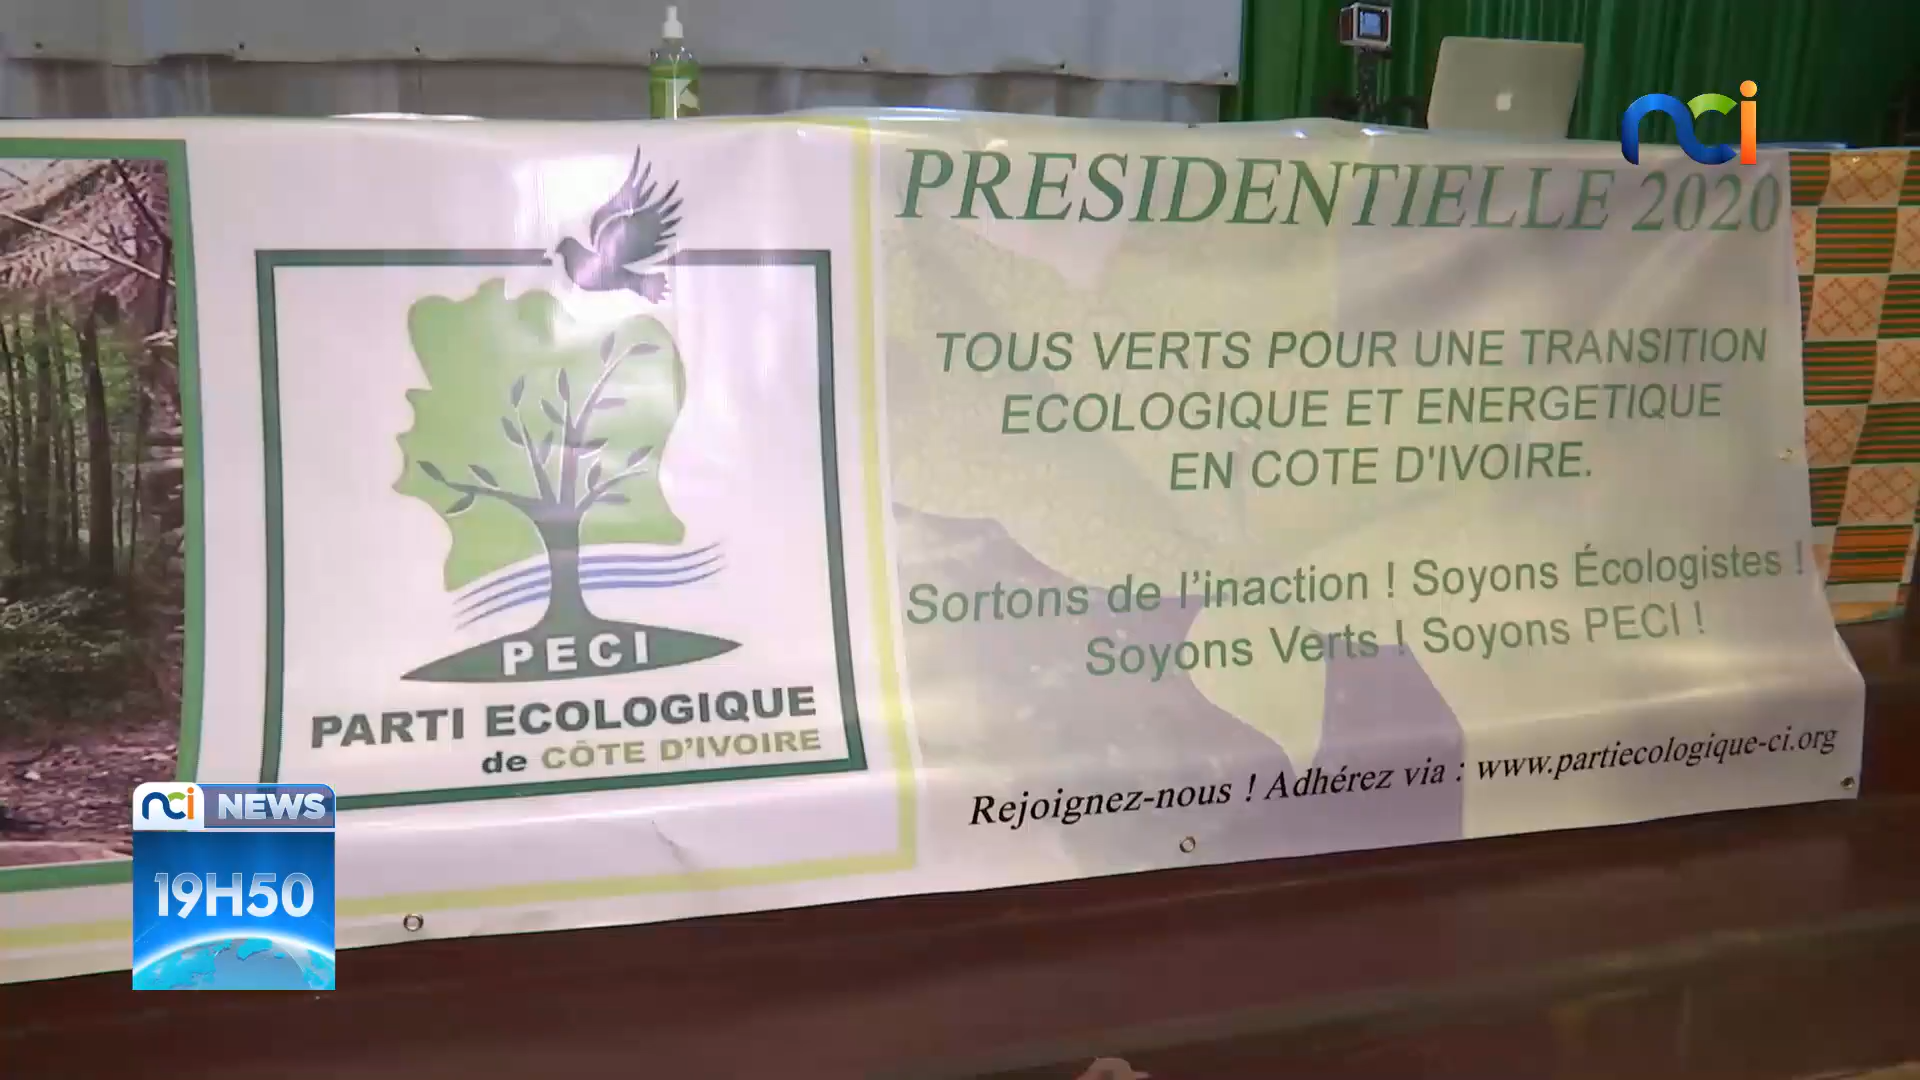 nci
PRESIDENTIELLE 2020
TOUS VERTS POUR UNE TRANSITION
ECOLOGIQUE ET ENERGETIQUE
EN COTE D'IVOIRE.
Sortons de l'inaction ! Soyons Écologistes !
Soyons Verts ! Soyons PECI !
Rejoignez-nous ! Adhérez via : www.partiecologique-ci.org
PECI
PARTI ECOLOGIQUE
de CÔTE D'IVOIRE
nci NEWS
19H50